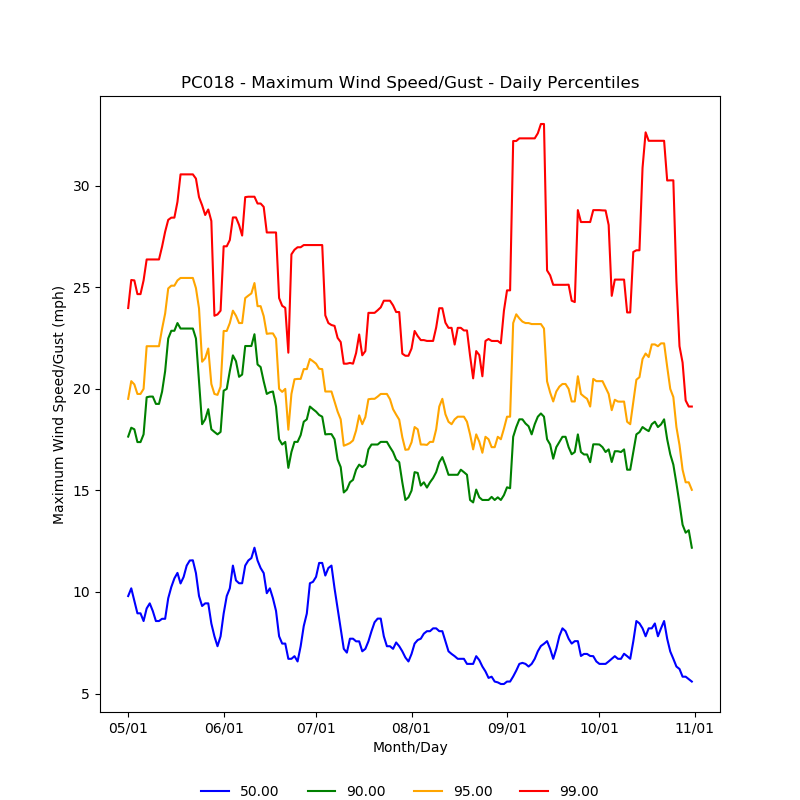 PC018 - Maximum Wind Speed/Gust - Daily Percentiles
Maximum Wind Speed/Gust (mph)
30
25
20
15
10
5
05/01 06/01 07/01 08/01 09/01 10/01 11/01
Month/Day
50.00 90.00 95.00 99.00